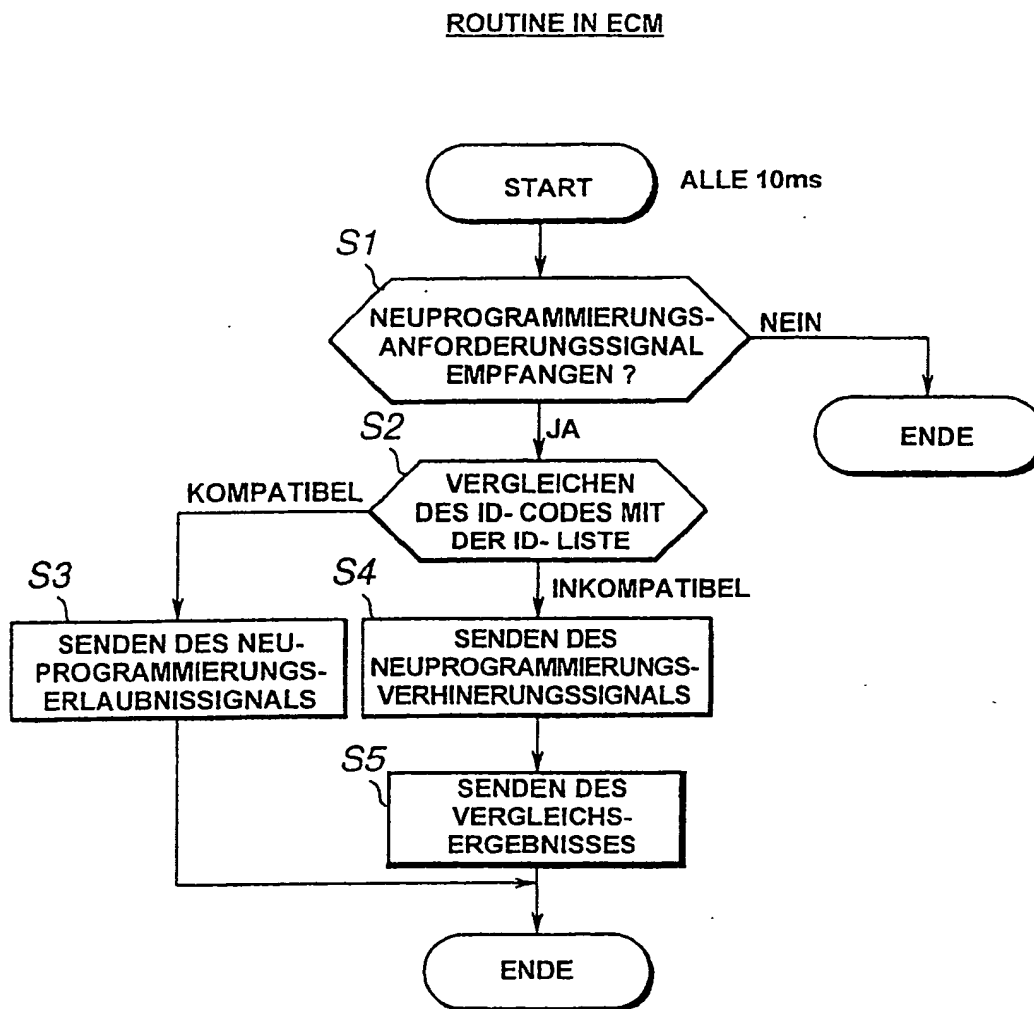 ROUTINE IN ECM
START
ALLE 10ms
S1
NEUPROGRAMMIERUNGS-
ANFORDERUNGSSIGNAL
EMPFANGEN ?
NEIN
ENDE
JA
S2
VERGLEICHEN
DES ID- CODES MIT
DER ID- LISTE
KOMPATIBEL
INKOMPATIBEL
S3
SENDEN DES NEU-
PROGRAMMIERUNGS-
ERLAUBNISSIGNALS
S4
SENDEN DES
NEUPROGRAMMIERUNGS-
VERHINERUNGSSIGNALS
S5
SENDEN DES
VERGLEICHS-
ERGEBNISSES
ENDE